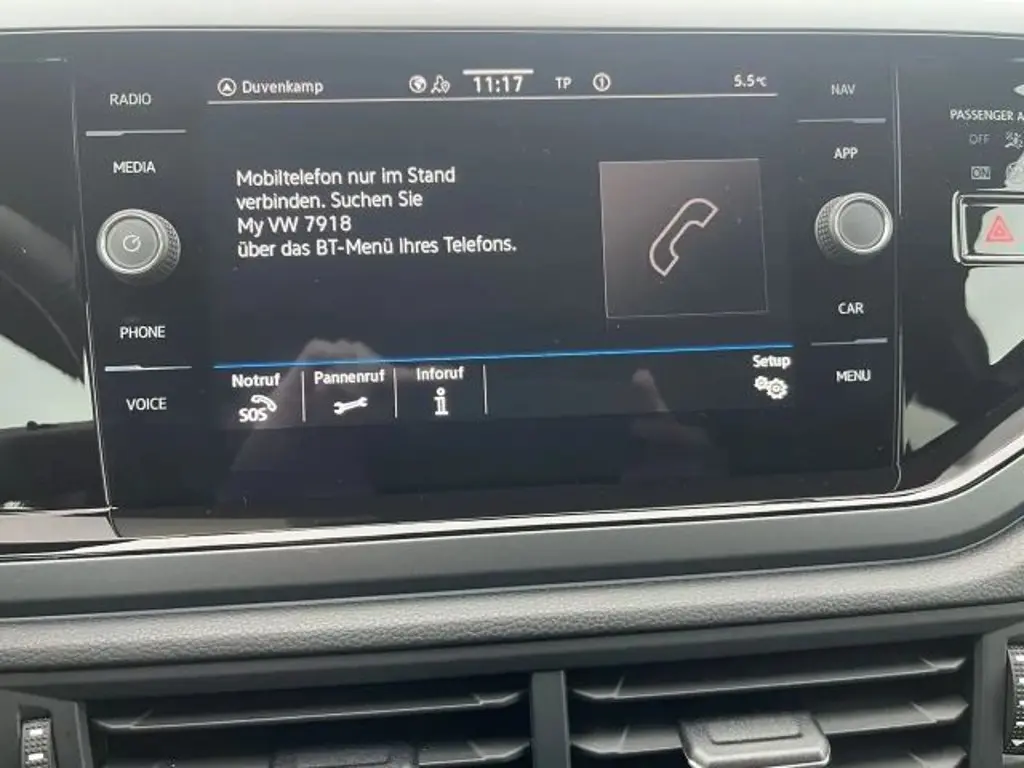 RADIO
MEDIA
PHONE
VOICE
Duvenkamp
11:17
TP
5.5°C
Mobiltelefon nur im Stand
verbinden. Suchen Sie
My VW 7918
über das BT-Menü Ihres Telefons.
Notruf
SOS
Pannenruf
Inforuf
Setup
NAV
APP
CAR
MENU
PASSENGER A
OFF
ON